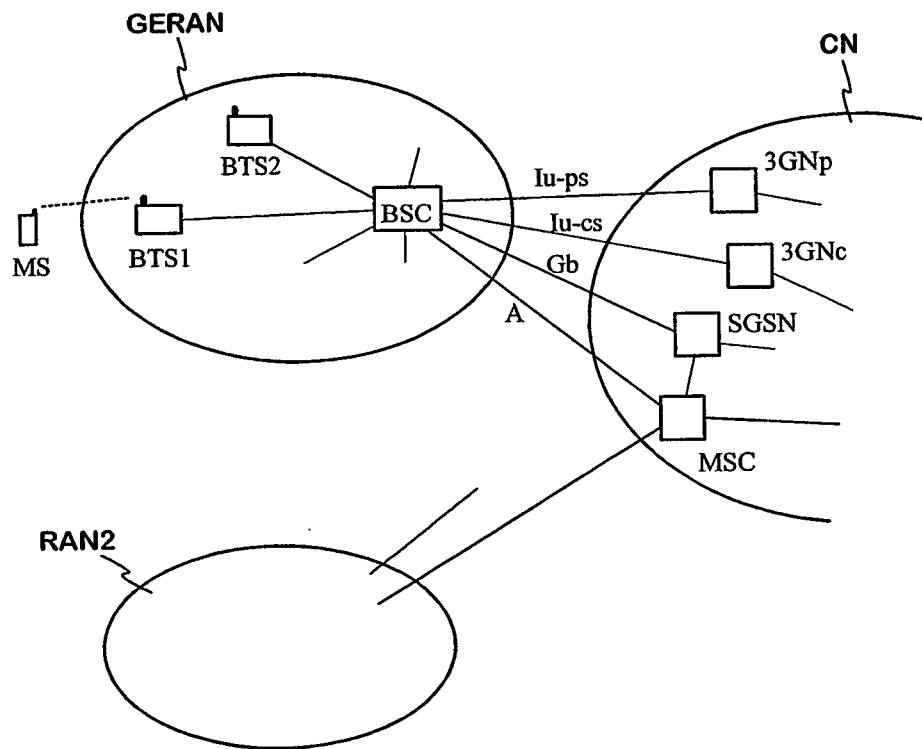 GERAN
CN
BTS2
3GNp
Iu-ps
BSC
Iu-cs
MS
BTS1
3GNc
Gb
A
SGSN
MSC
RAN2